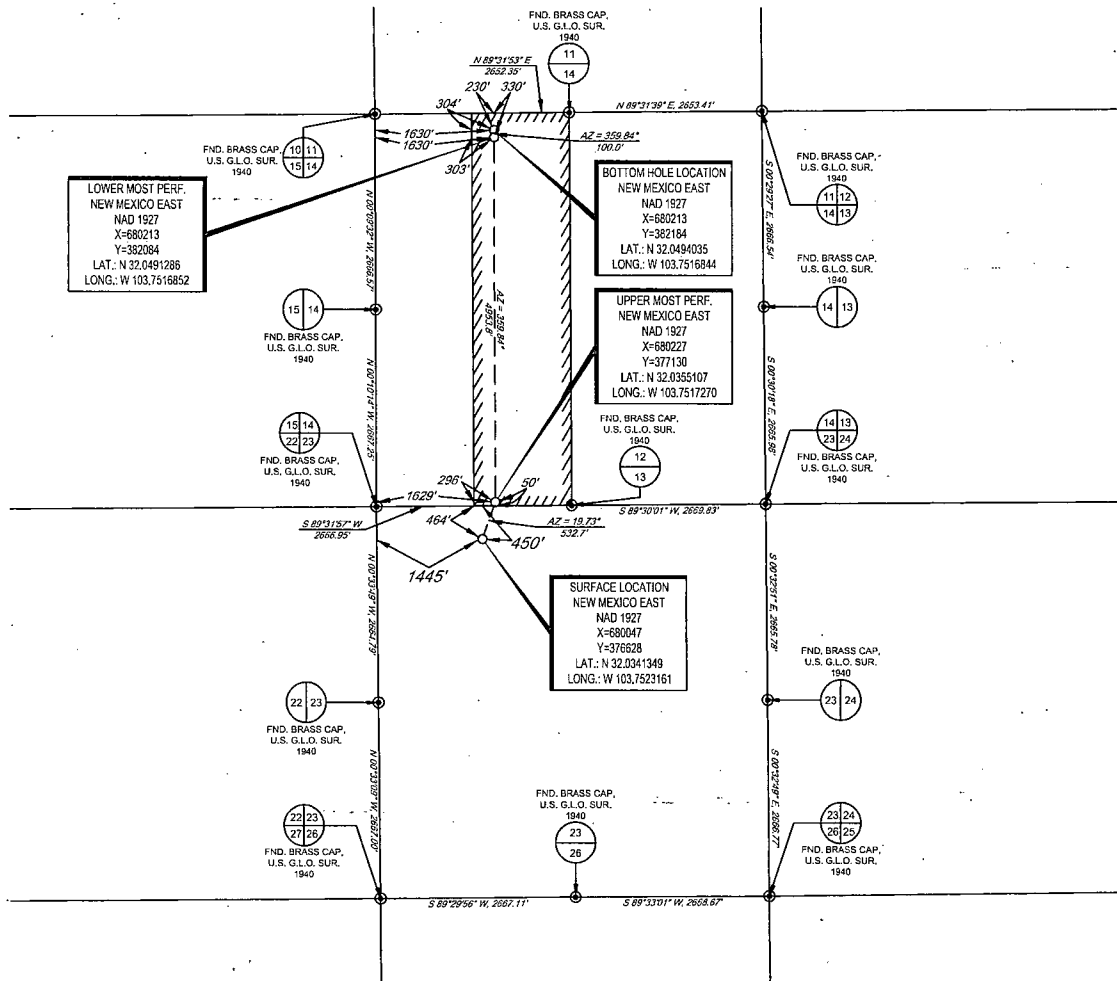 FND. BRASS CAP,
U.S. G.L.O. SUR.
1940
11
14
N 89°31'53" E
2652.35'
230'
330'
304'
N 89°31'39" E, 2653.41'
1630'
1630'
303'
AZ = 359.84°
100.0'
FND. BRASS CAP,
U.S. G.L.O. SUR.
1940
10 11
15 14
FND. BRASS CAP,
U.S. G.L.O. SUR.
1940
11 12
14 13
LOWER MOST PERF.
NEW MEXICO EAST
NAD 1927
X=680213
Y=382084
LAT.: N 32.0491286
LONG.: W 103.7516852
BOTTOM HOLE LOCATION
NEW MEXICO EAST
NAD 1927
X=680213
Y=382184
LAT.: N 32.0494035
LONG.: W 103.7516844
N 00°09'32" W, 2666.57'
S 00°29'27" E, 2666.54'
FND. BRASS CAP,
U.S. G.L.O. SUR.
1940
14 13
15 14
FND. BRASS CAP,
U.S. G.L.O. SUR.
1940
AZ = 359.84°
4953.8'
UPPER MOST PERF.
NEW MEXICO EAST
NAD 1927
X=680227
Y=377130
LAT.: N 32.0355107
LONG.: W 103.7517270
N 00°10'14" W, 2667.25'
S 00°30'18" E, 2665.96'
15 14
22 23
FND. BRASS CAP,
U.S. G.L.O. SUR.
1940
FND. BRASS CAP,
U.S. G.L.O. SUR.
1940
12
13
14 13
23 24
FND. BRASS CAP,
U.S. G.L.O. SUR.
1940
296'
50'
1629'
S 89°31'57" W
2666.95'
464'
450'
AZ = 19.73°
532.7'
S 89°30'01" W, 2669.83'
1445'
SURFACE LOCATION
NEW MEXICO EAST
NAD 1927
X=680047
Y=376628
LAT.: N 32.0341349
LONG.: W 103.7523161
N 00°33'49" W, 2664.79'
S 00°32'51" E, 2665.78'
22 23
FND. BRASS CAP,
U.S. G.L.O. SUR.
1940
FND. BRASS CAP,
U.S. G.L.O. SUR.
1940
23 24
N 00°33'09" W, 2667.00'
S 00°32'49" E, 2666.77'
22 23
27 26
FND. BRASS CAP,
U.S. G.L.O. SUR.
1940
FND. BRASS CAP,
U.S. G.L.O. SUR.
1940
23
26
23 24
26 25
FND. BRASS CAP,
U.S. G.L.O. SUR.
1940
S 89°29'56" W, 2667.11'
S 89°33'01" W, 2668.67'